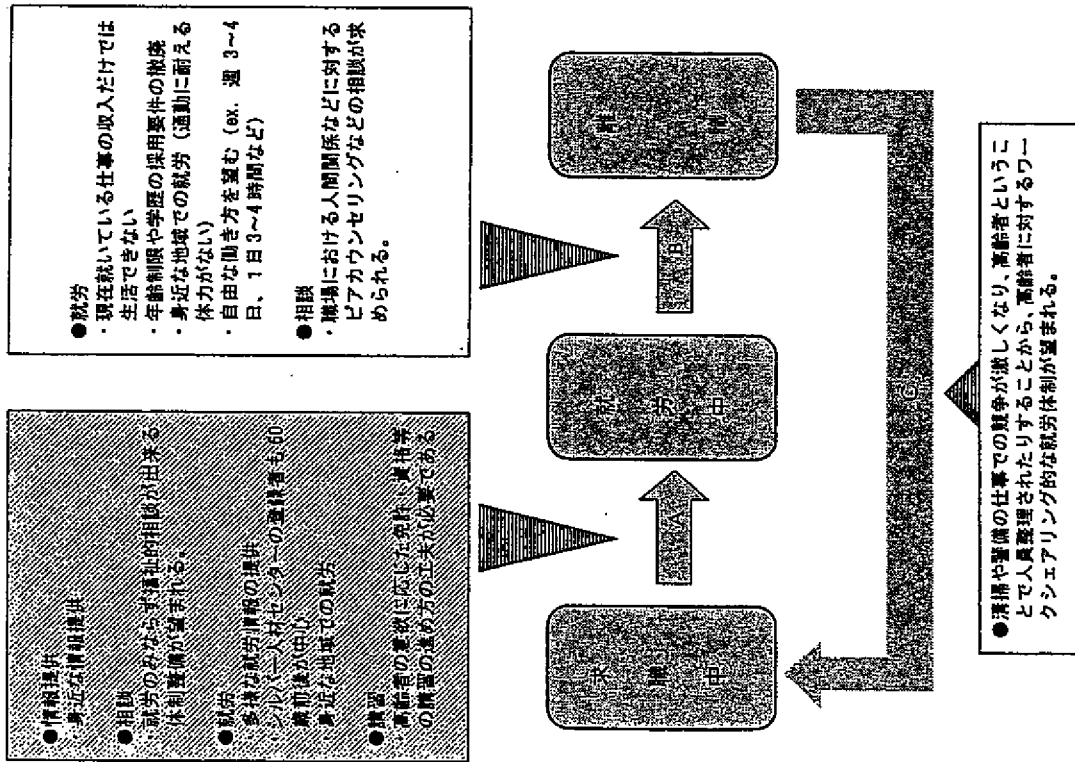 ●情報提供
・身近な情報提供
●相談
・就労のみならず福祉的相談が出来る
体制整備が望まれる。
●就労
・多様な就労情報の提供
・シルバー人材センターの登録者も60
歳前後が中心
・身近な地域での就労
●講習
・高齢者の意欲に応じた免許・資格等
の講習の進め方の工夫が必要である
●就労
・現在就いている仕事の収入だけでは
生活できない
・年齢制限や学歴の採用要件の撤廃
・身近な地域での就労（通勤に耐える
体力がない）
・自由な働き方を望む（ex. 週 3～4
日、1日3～4時間など）
●相談
・職場における人間関係などに対する
ピアカウンセリングなどの相談が求
められる。
求職中
A
就労中
B
離職
C
●清掃や警備の仕事での競争が激しくなり、高齢者というこ
とで人員整理されたりすることから、高齢者に対するワー
クシェアリング的な就労体制が望まれる。